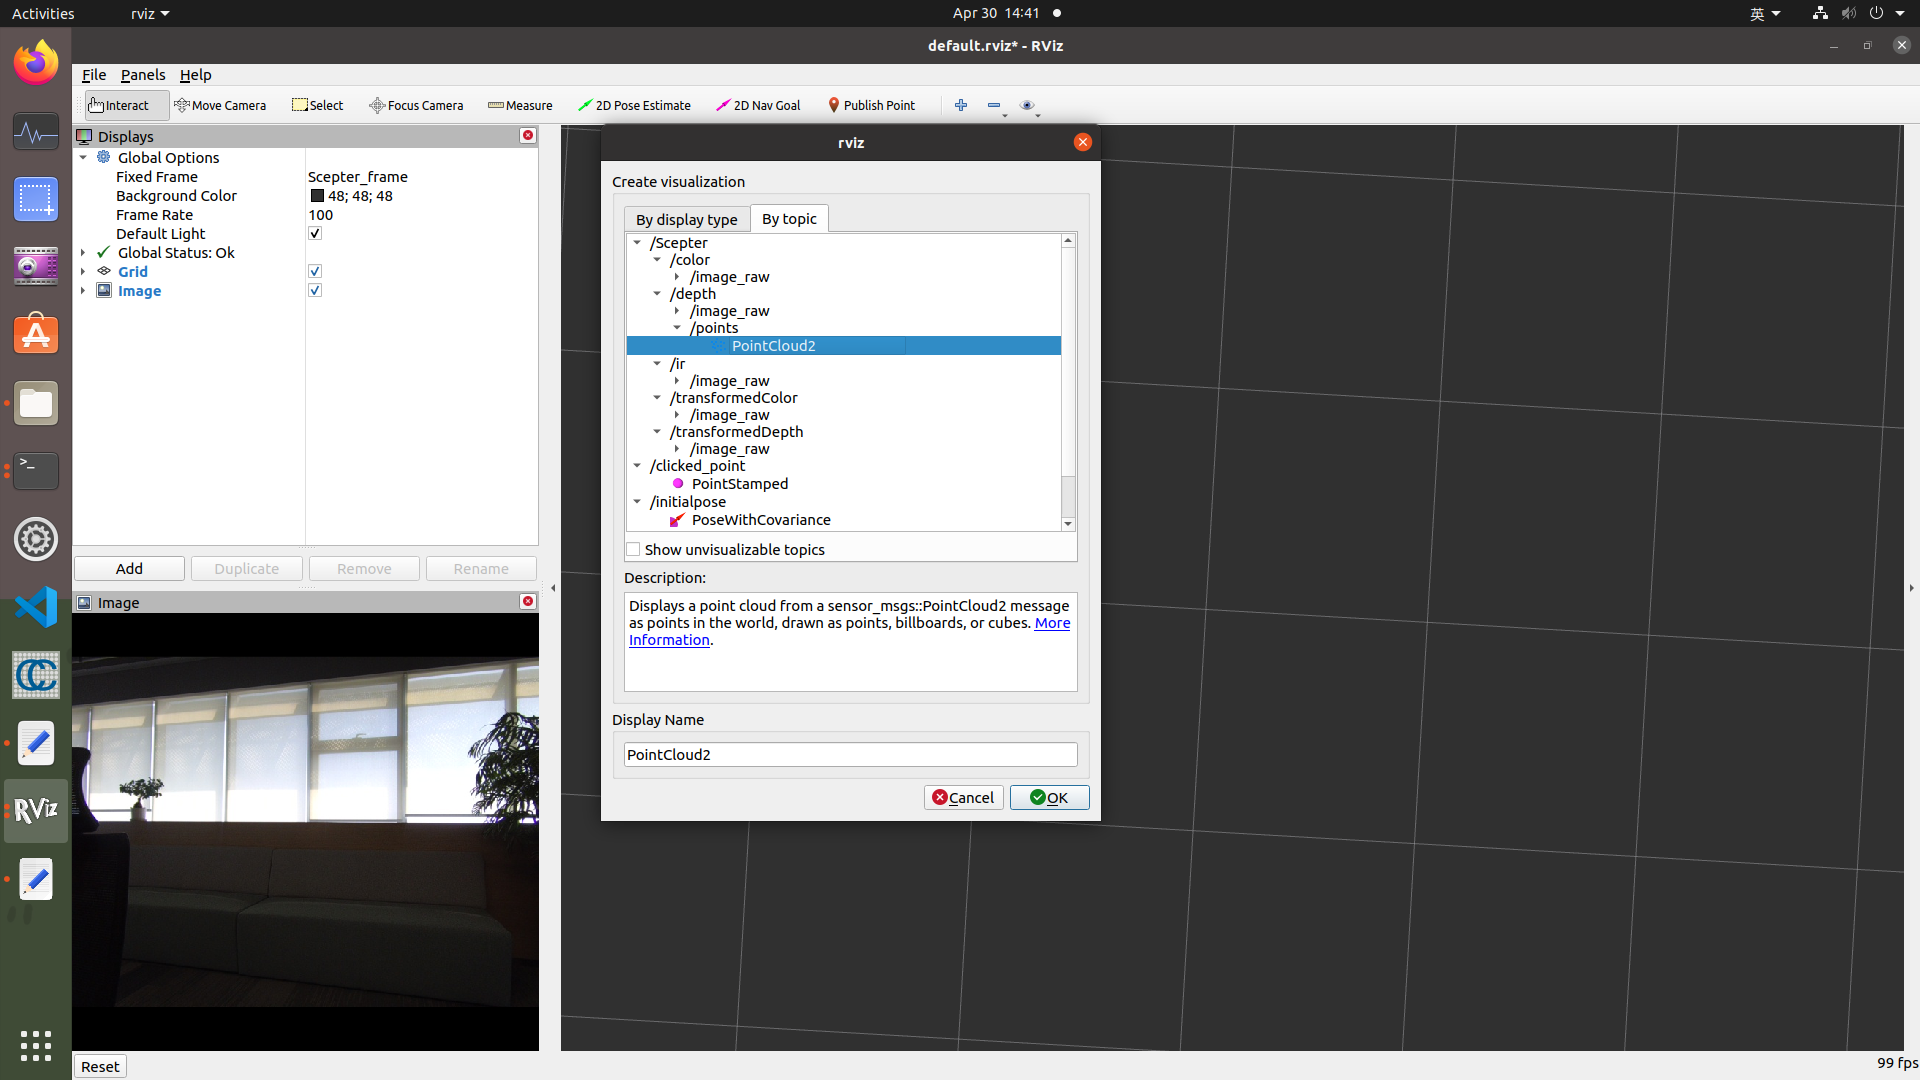 Activities
rviz
Apr 30 14:41
英
default.rviz* - RViz
File Panels Help
Interact Move Camera Select Focus Camera Measure 2D Pose Estimate 2D Nav Goal Publish Point
Displays
Global Options
Fixed Frame Scepter_frame
Background Color 48; 48; 48
Frame Rate 100
Default Light
Global Status: Ok
Grid
Image
Add Duplicate Remove Rename
Image
rviz
Create visualization
By display type By topic
/Scepter
/color
/image_raw
/depth
/image_raw
/points
PointCloud2
/ir
/image_raw
/transformedColor
/image_raw
/transformedDepth
/image_raw
/clicked_point
PointStamped
/initialpose
PoseWithCovariance
Show unvisualizable topics
Description:
Displays a point cloud from a sensor_msgs::PointCloud2 message
as points in the world, drawn as points, billboards, or cubes. More
Information.
Display Name
PointCloud2
Cancel OK
RViz
Reset
99 fps